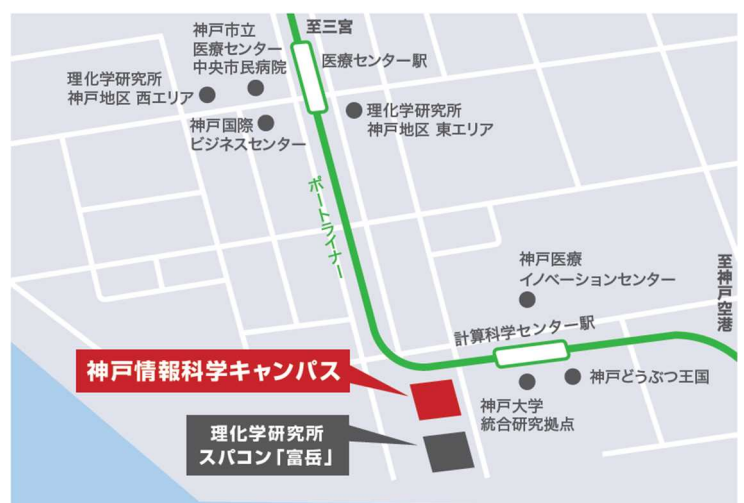 至三宮
神戸市立
医療センター
中央市民病院
医療センター駅
理化学研究所
神戸地区 西エリア
理化学研究所
神戸地区 東エリア
神戸国際
ビジネスセンター
ポートライナー
神戸医療
イノベーションセンター
至神戸空港
計算科学センター駅
神戸情報科学キャンパス
神戸どうぶつ王国
神戸大学
統合研究拠点
理化学研究所
スパコン「富岳」